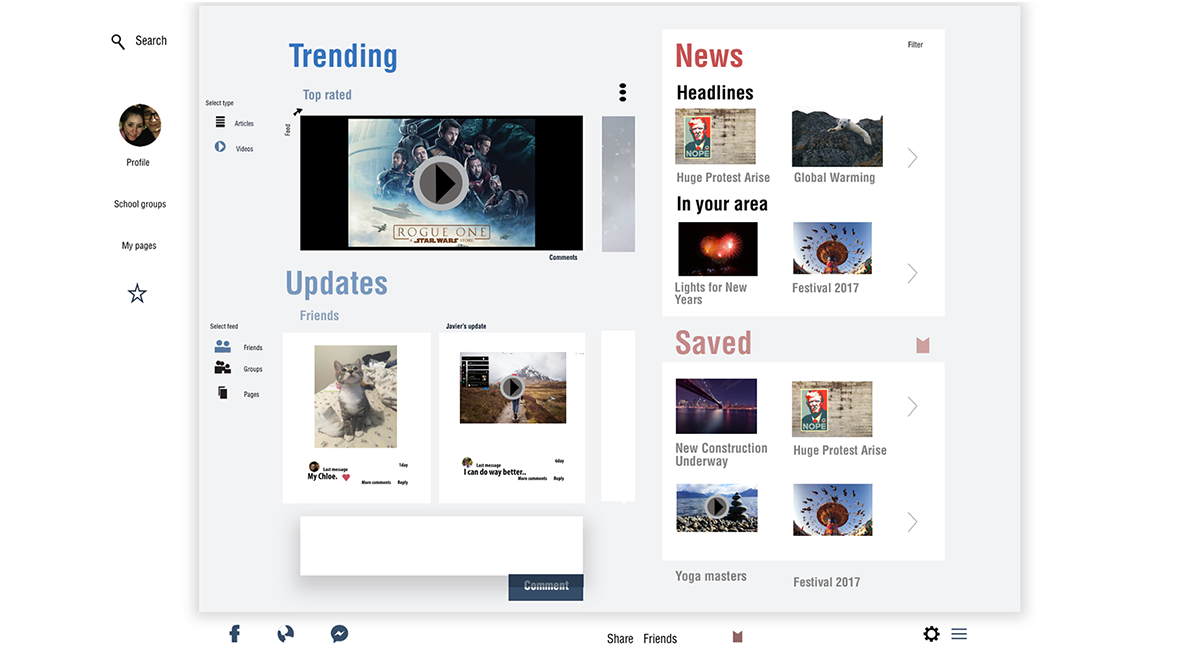 Search
Profile
School groups
My pages
Trending
Top rated
Select type
Articles
Videos
Feed
ROGUE ONE
A STAR WARS STORY
Comments
Updates
Friends
Select feed
Friends
Groups
Pages
Last message
1day
My Chloe.
More comments Reply
Javier's update
Last message
4day
I can do way better..
More comments Reply
Comment
News
Filter
Headlines
NOPE
Huge Protest Arise
Global Warming
In your area
Lights for New
Years
Festival 2017
Saved
NOPE
New Construction
Underway
Huge Protest Arise
Yoga masters
Festival 2017
Share Friends